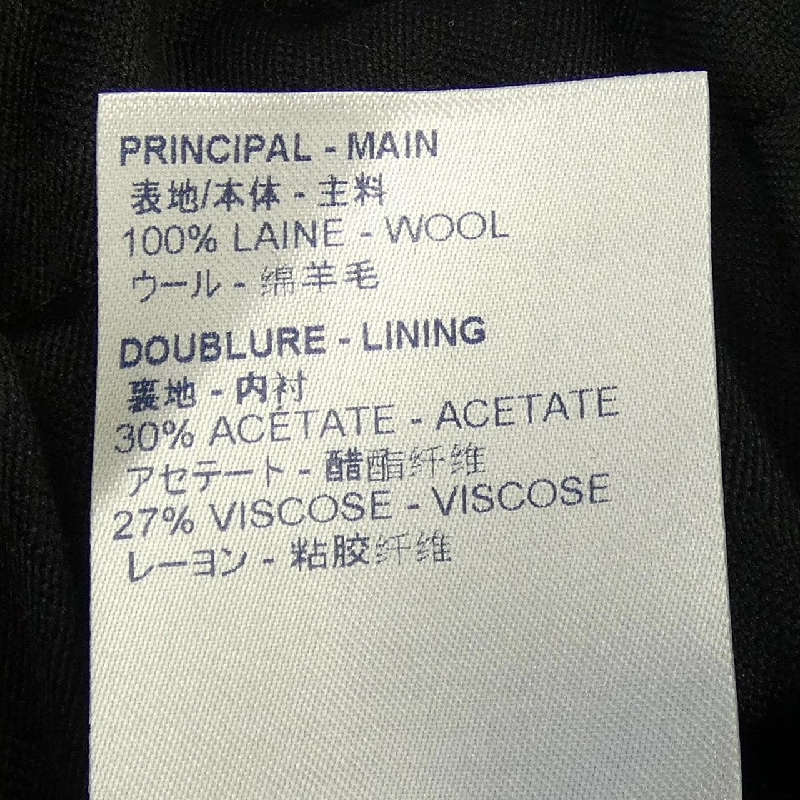 PRINCIPAL - MAIN
表地/本体 - 主料
100% LAINE - WOOL
ウール - 绵羊毛
DOUBLURE - LINING
裏地 - 内衬
30% ACÉTATE - ACETATE
アセテート - 醋酯纤维
27% VISCOSE - VISCOSE
レーヨン - 粘胶纤维